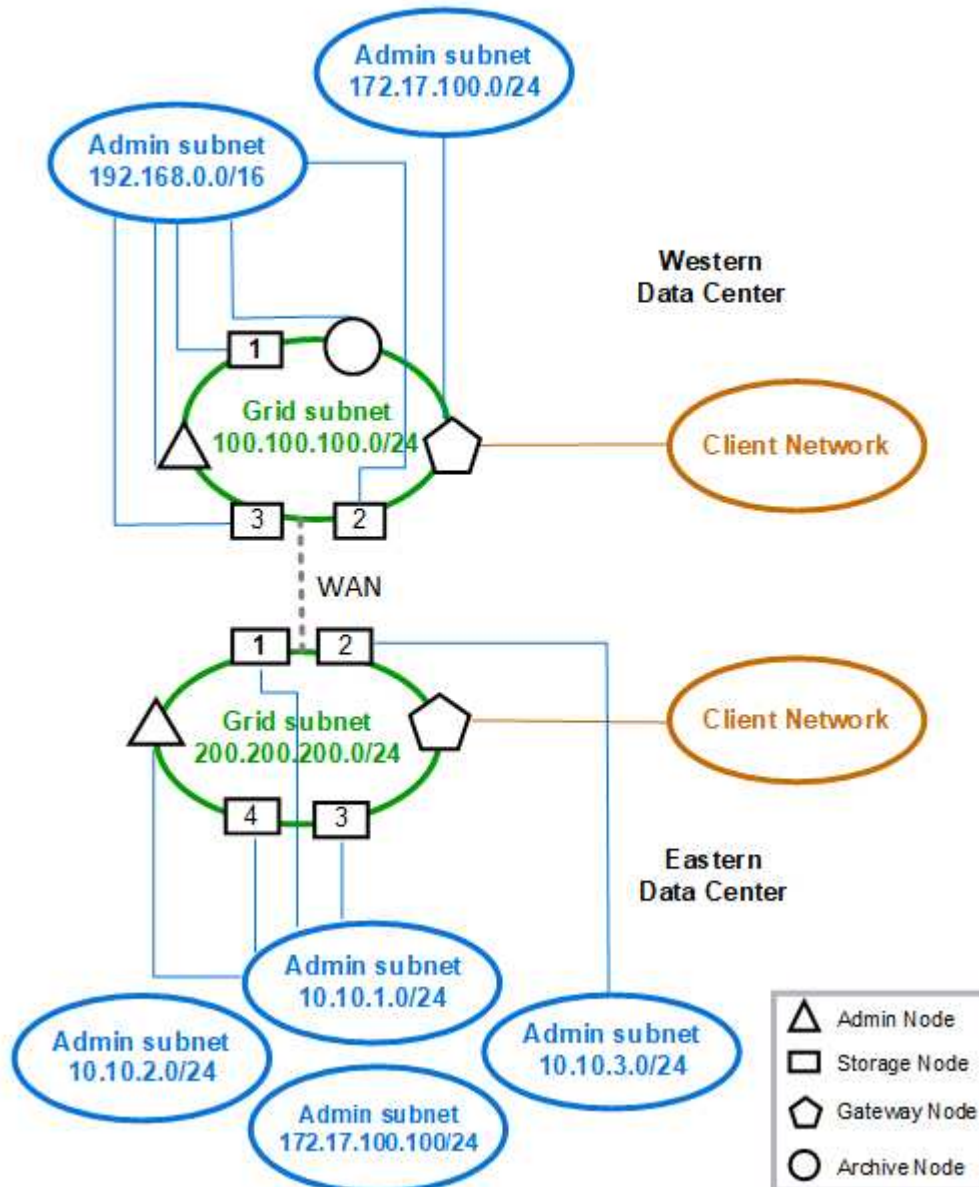 Admin subnet
172.17.100.0/24
Admin subnet
192.168.0.0/16
Western
Data Center
1
Grid subnet
100.100.100.0/24
Client Network
3
2
WAN
1
2
Grid subnet
200.200.200.0/24
Client Network
4
3
Eastern
Data Center
Admin subnet
10.10.1.0/24
Admin subnet
10.10.2.0/24
Admin subnet
10.10.3.0/24
Admin subnet
172.17.100.100/24
Admin Node
Storage Node
Gateway Node
Archive Node